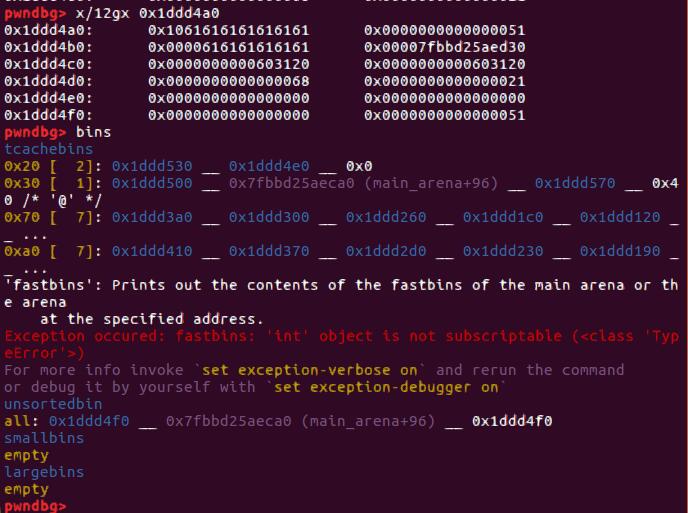 pwndbg> x/12gx 0x1ddd4a0
0x1ddd4a0: 0x1061616161616161 0x0000000000000051
0x1ddd4b0: 0x0000616161616161 0x00007fbbd25aed30
0x1ddd4c0: 0x0000000000603120 0x0000000000603120
0x1ddd4d0: 0x0000000000000068 0x0000000000000021
0x1ddd4e0: 0x0000000000000000 0x0000000000000000
0x1ddd4f0: 0x0000000000000000 0x0000000000000051
pwndbg> bins
tcachebins
0x20 [  2]: 0x1ddd530 __ 0x1ddd4e0 __ 0x0
0x30 [  1]: 0x1ddd500 __ 0x7fbbd25aeca0 (main_arena+96) __ 0x1ddd570 __ 0x4
0 /* '@' */
0x70 [  7]: 0x1ddd3a0 __ 0x1ddd300 __ 0x1ddd260 __ 0x1ddd1c0 __ 0x1ddd120 _
_ ...
0xa0 [  7]: 0x1ddd410 __ 0x1ddd370 __ 0x1ddd2d0 __ 0x1ddd230 __ 0x1ddd190 _
_ ...
'fastbins': Prints out the contents of the fastbins of the main arena or th
e arena
at the specified address.
Exception occured: fastbins: 'int' object is not subscriptable (<class 'Typ
eError'>)
For more info invoke `set exception-verbose on` and rerun the command
or debug it by yourself with `set exception-debugger on`
unsortedbin
all: 0x1ddd4f0 __ 0x7fbbd25aeca0 (main_arena+96) __ 0x1ddd4f0
smallbins
empty
largebins
empty
pwndbg>